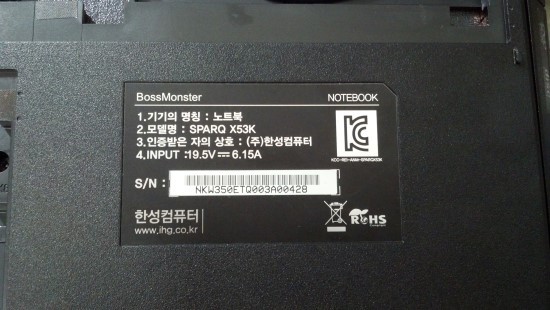 BossMonster NOTEBOOK
1.기기의 명칭 : 노트북
2.모델명 : SPARQ X53K
3.인증받은 자의 상호 : (주)한성컴퓨터
4.INPUT :19.5V⎓6.15A
KC
S/N :
NKW350ETQ003A00428
한성컴퓨터
www.ihg.co.kr
RoHS